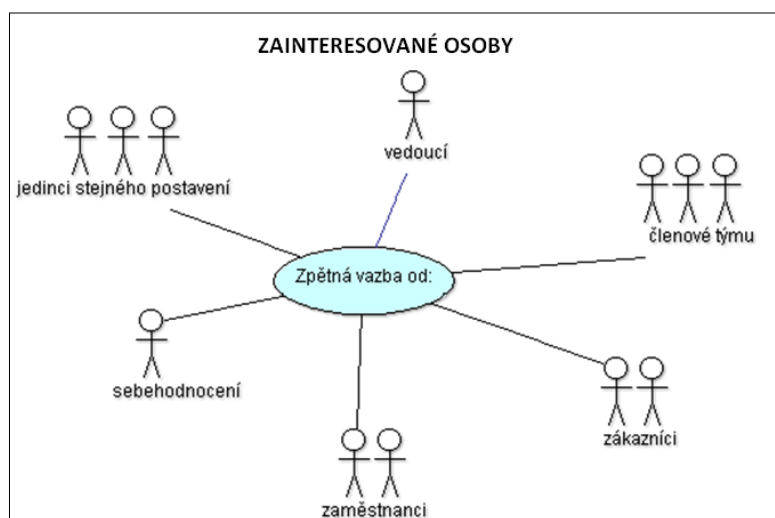 ZAINTERESOVANÉ OSOBY
vedoucí
jedinci stejného postavení
členové týmu
Zpětná vazba od:
sebehodnocení
zákazníci
zaměstnanci